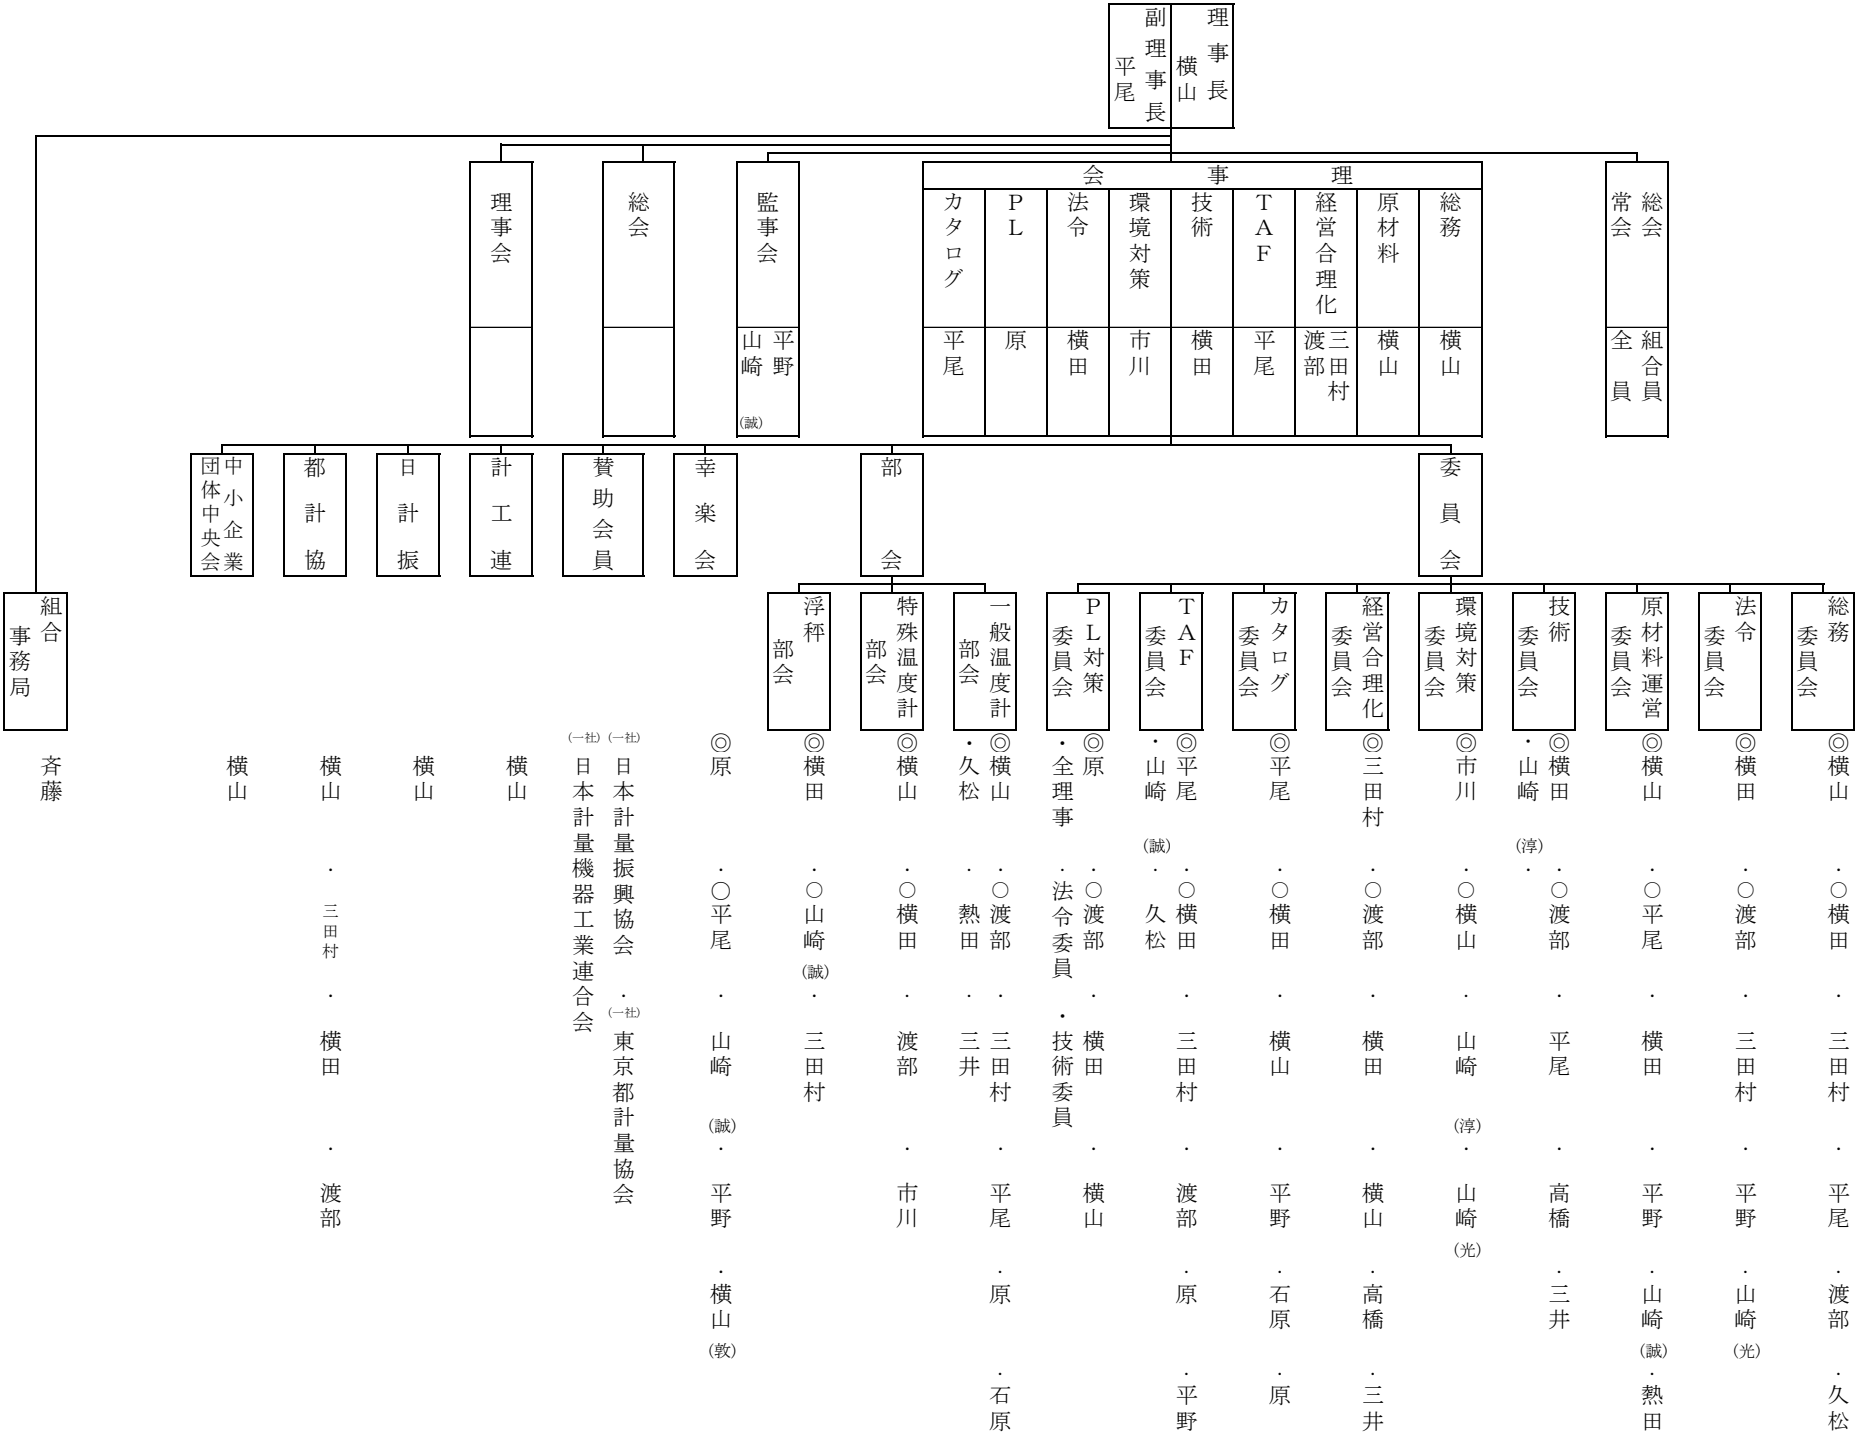 理事長
横山
副理事長
平尾
総会
常会
組合員
全員
理事会
総務
横山
原材料
横山
経営合理化
三田村
渡部
TAF
平尾
技術
横田
環境対策
市川
法令
横田
PL
原
カタログ
平尾
監事会
平野
山崎(誠)
総会
理事会
委員会
部会
幸楽会
賛助会員
計工連
日計振
都計協
中小企業
団体中央会
総務
委員会
◎横山・○横田・三田村・平尾・渡部・久松
法令
委員会
◎横田・○渡部・三田村・平野・山崎(光)
原材料運営
委員会
◎横山・○平尾・横田・平野・山崎(誠)・熱田
技術
委員会
◎横田・○渡部・平尾・高橋・三井
・山崎(淳)・
環境対策
委員会
◎市川・○横山・山崎(淳)・山崎(光)
経営合理化
委員会
◎三田村・○渡部・横田・横山・高橋・三井
カタログ
委員会
◎平尾・○横田・横山・平野・石原・原
TAF
委員会
◎平尾・○横田・三田村・渡部・原・平野
・山崎(誠)・久松
PL対策
委員会
◎原・○渡部・横田・横山
・全理事・法令委員・技術委員
一般温度計
部会
◎横山・○渡部・三田村・平尾・原・石原
・久松・熱田・三井
特殊温度計
部会
◎横山・○横田・渡部・市川
浮秤
部会
◎横田・○山崎(誠)・三田村
◎原・○平尾・山崎(誠)・平野・横山(敦)
(一社)日本計量振興協会・(一社)東京都計量協会
(一社)日本計量機器工業連合会
横山
横山
横山・三田村・横田・渡部
横山
組合
事務局
斉藤